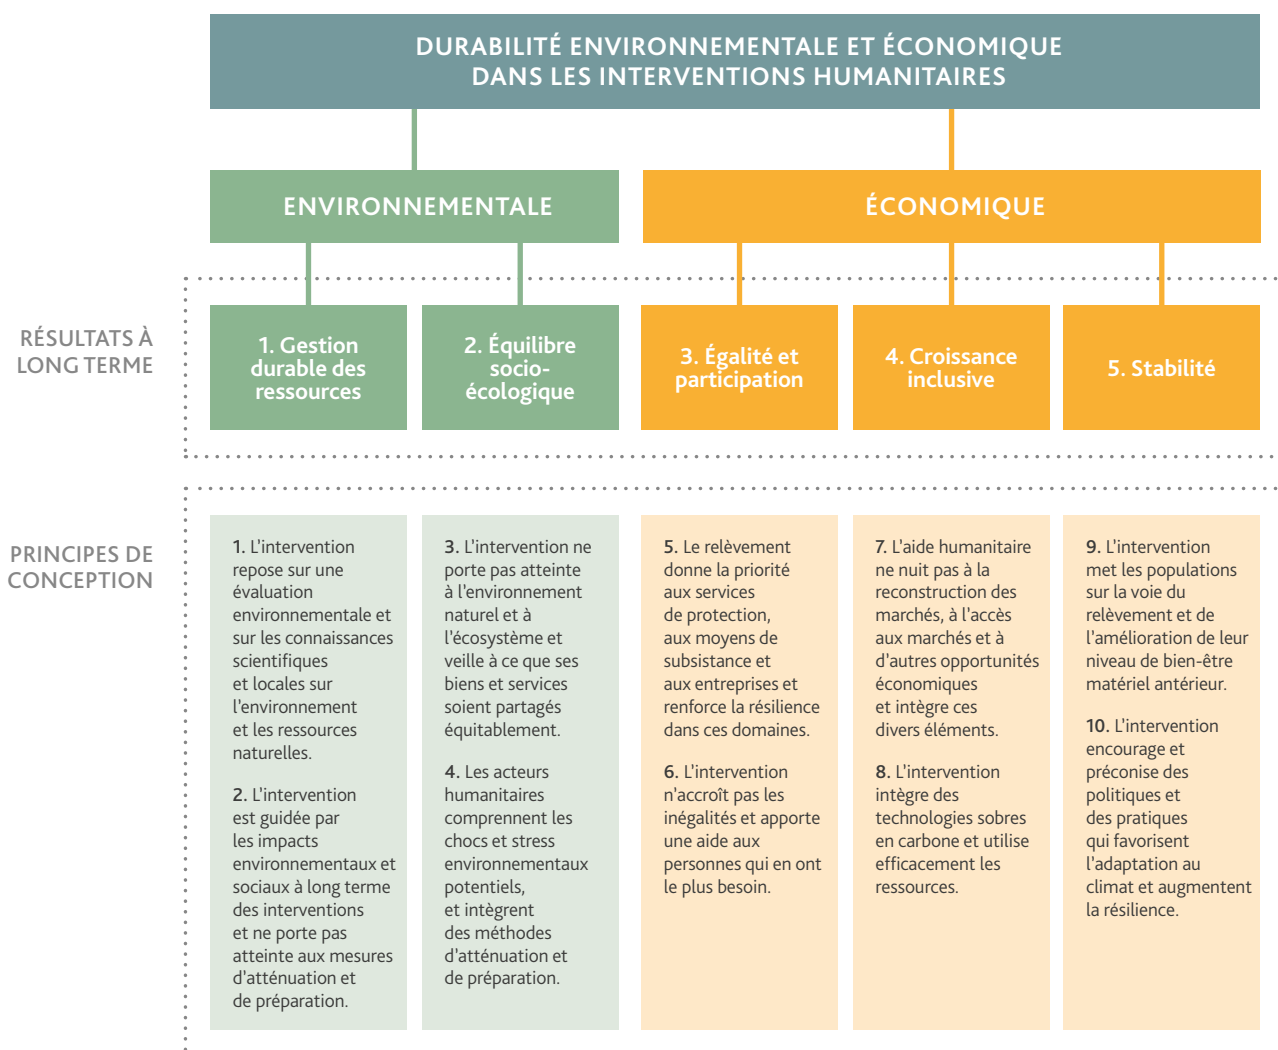 DURABILITÉ ENVIRONNEMENTALE ET ÉCONOMIQUE
DANS LES INTERVENTIONS HUMANITAIRES
ENVIRONNEMENTALE
ÉCONOMIQUE
RÉSULTATS À
LONG TERME
1. Gestion
durable des
ressources
2. Équilibre
socio-
écologique
3. Égalité et
participation
4. Croissance
inclusive
5. Stabilité
PRINCIPES DE
CONCEPTION
1. L'intervention
repose sur une
évaluation
environnementale et
sur les connaissances
scientifiques
et locales sur
l'environnement
et les ressources
naturelles.
2. L'intervention
est guidée par
les impacts
environnementaux et
sociaux à long terme
des interventions
et ne porte pas
atteinte aux mesures
d'atténuation et
de préparation.
3. L'intervention ne
porte pas atteinte
à l'environnement
naturel et à
l'écosystème et
veille à ce que ses
biens et services
soient partagés
équitablement.
4. Les acteurs
humanitaires
comprennent les
chocs et stress
environnementaux
potentiels,
et intègrent
des méthodes
d'atténuation et
de préparation.
5. Le relèvement
donne la priorité
aux services
de protection,
aux moyens de
subsistance et
aux entreprises et
renforce la résilience
dans ces domaines.
6. L'intervention
n'accroît pas les
inégalités et apporte
une aide aux
personnes qui en ont
le plus besoin.
7. L'aide humanitaire
ne nuit pas à la
reconstruction des
marchés, à l'accès
aux marchés et à
d'autres opportunités
économiques
et intègre ces
divers éléments.
8. L'intervention
intègre des
technologies sobres
en carbone et utilise
efficacement les
ressources.
9. L'intervention
met les populations
sur la voie du
relèvement et de
l'amélioration de leur
niveau de bien-être
matériel antérieur.
10. L'intervention
encourage et
préconise des
politiques et
des pratiques
qui favorisent
l'adaptation au
climat et augmentent
la résilience.